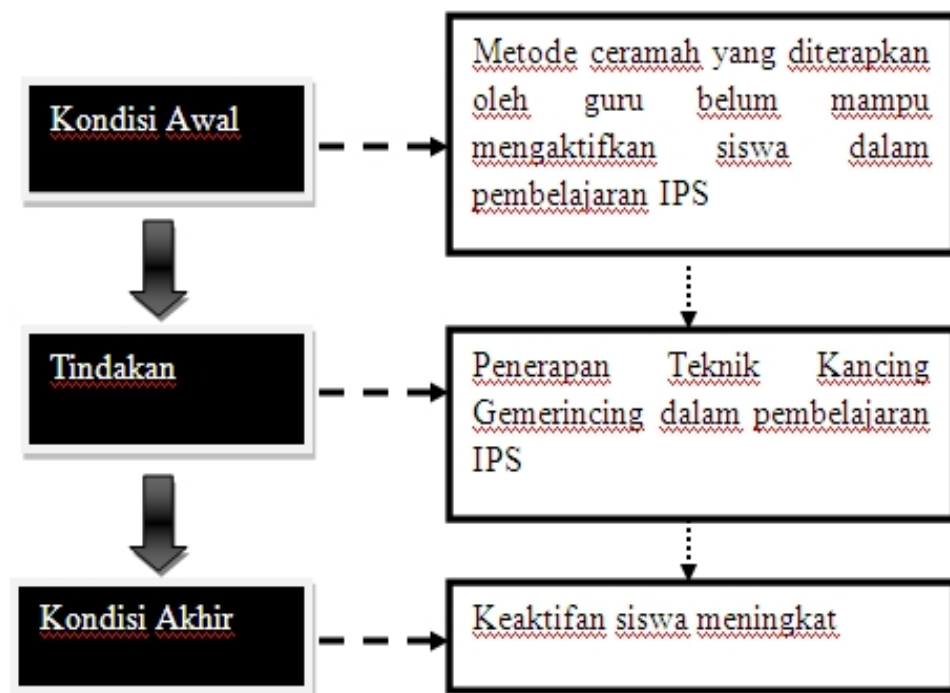 Kondisi Awal
Metode ceramah yang diterapkan
oleh guru belum mampu
mengaktifkan siswa dalam
pembelajaran IPS
Tindakan
Penerapan Teknik Kancing
Gemerincing dalam pembelajaran
IPS
Kondisi Akhir
Keaktifan siswa meningkat